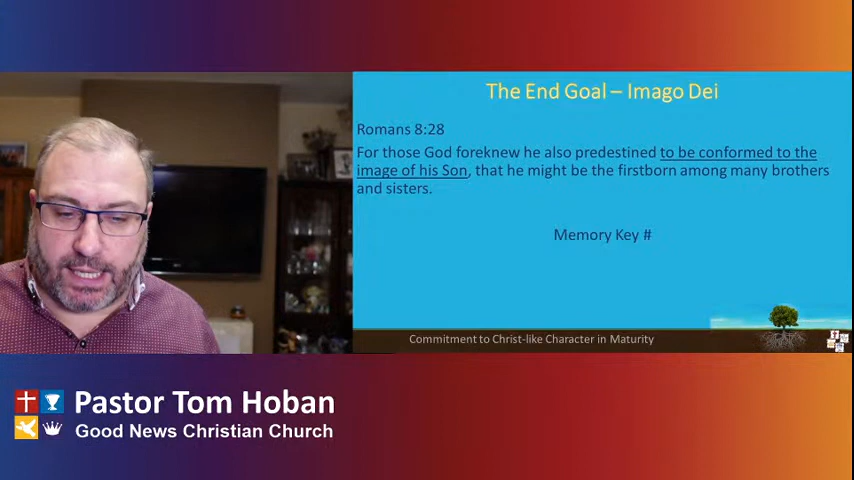 The End Goal – Imago Dei
Romans 8:28
For those God foreknew he also predestined to be conformed to the
image of his Son, that he might be the firstborn among many brothers
and sisters.
Memory Key #
Commitment to Christ-like Character in Maturity
Pastor Tom Hoban
Good News Christian Church